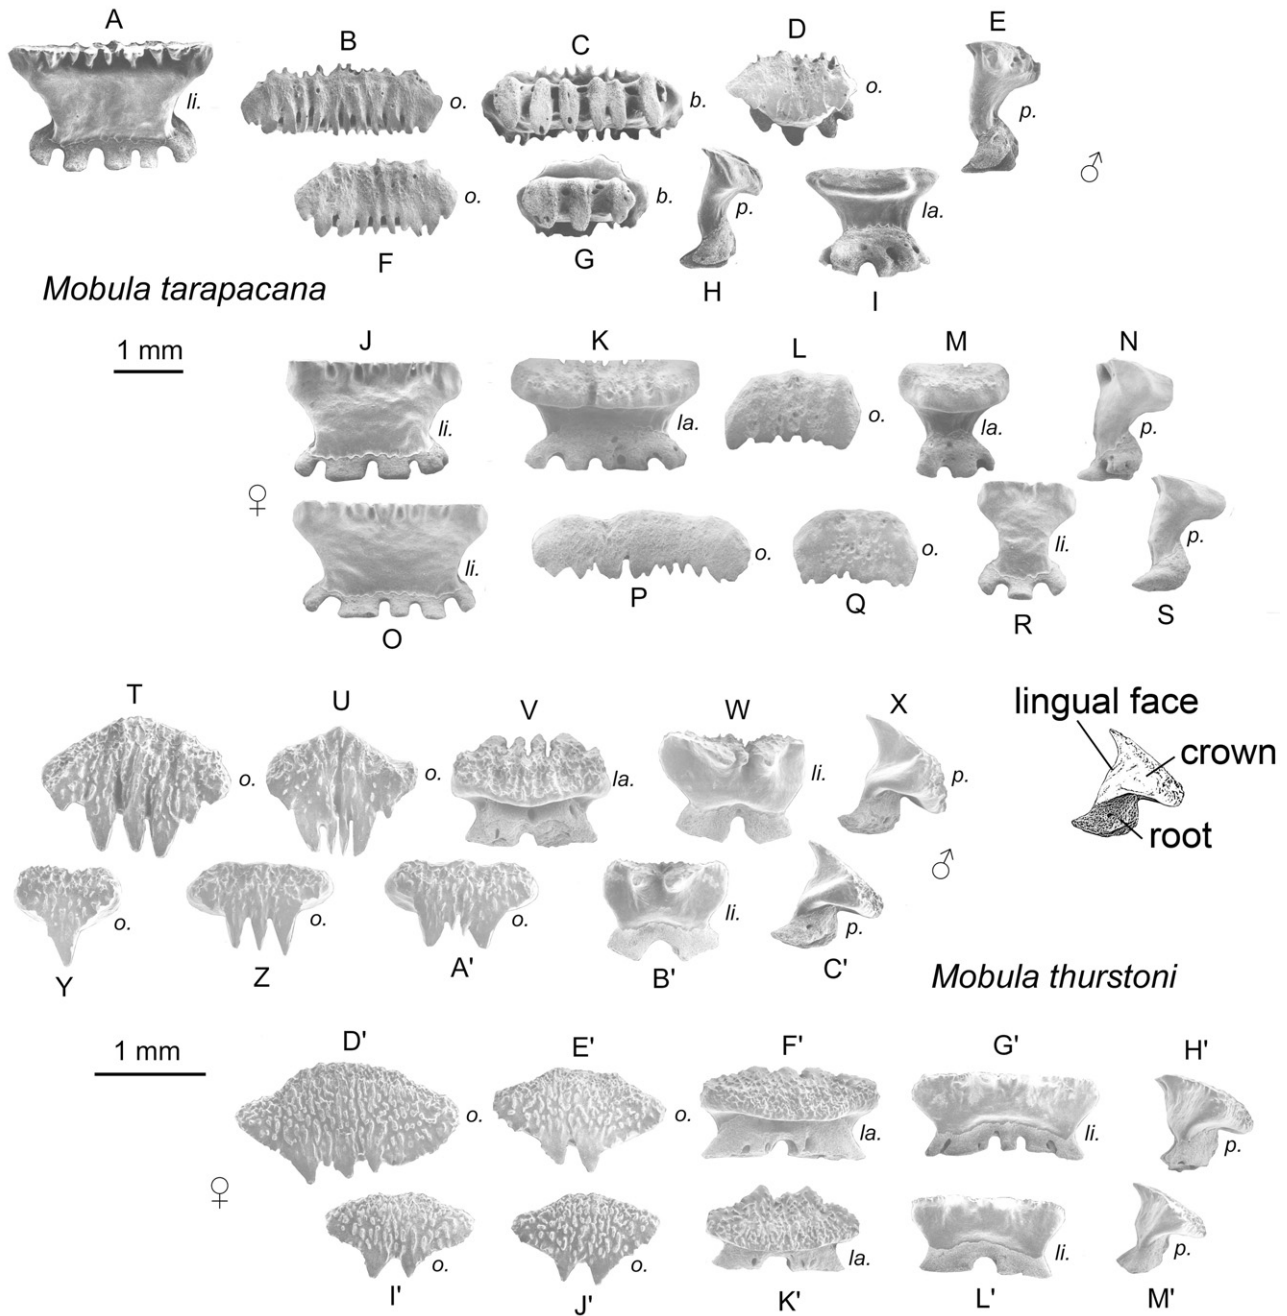 A B C D E
li. o. b. o. p.
♂
o. b. p. la.
F G H I
Mobula tarapacana
1 mm
J K L M N
li. la. o. la. p.
♀
li. o. o. li. p.
O P Q R S
T U V W X
o. o. la. li. p.
lingual face
crown
root
♂
o. o. o. li. p.
Y Z A' B' C'
Mobula thurstoni
1 mm
D' E' F' G' H'
o. o. la. li. p.
♀
o. o. la. li. p.
I' J' K' L' M'